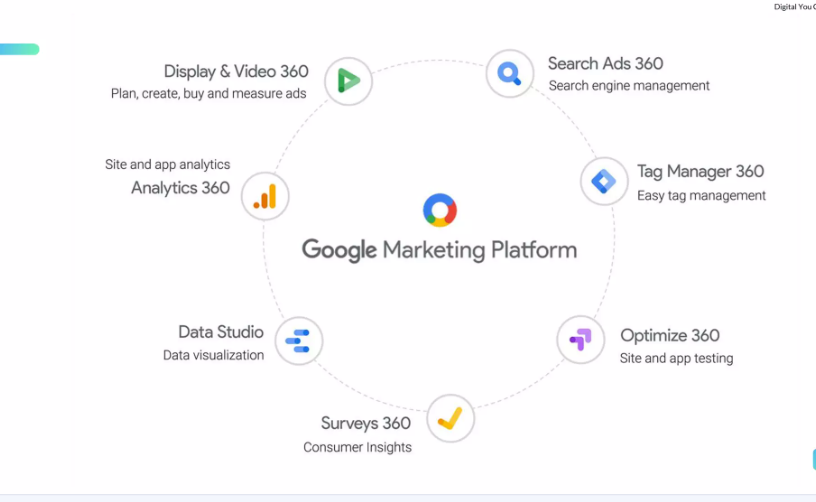 Digital You
Display & Video 360
Plan, create, buy and measure ads
Search Ads 360
Search engine management
Site and app analytics
Analytics 360
Tag Manager 360
Easy tag management
Google Marketing Platform
Data Studio
Data visualization
Optimize 360
Site and app testing
Surveys 360
Consumer Insights